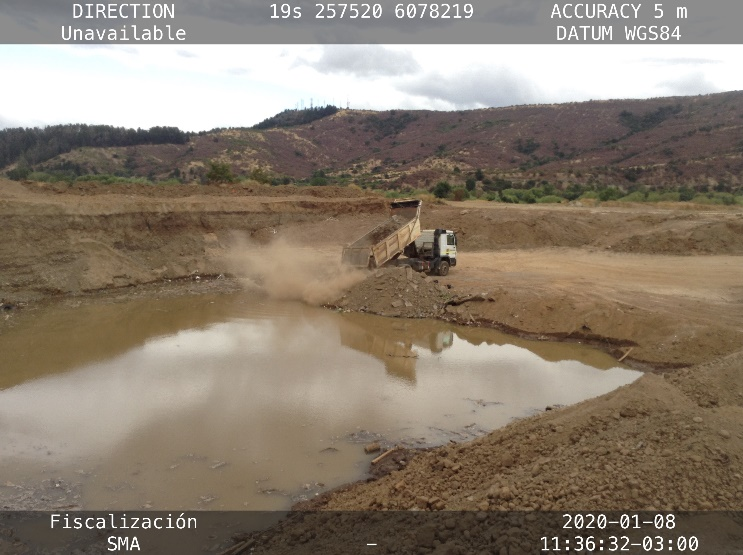 DIRECTION 19s 257520 6078219 ACCURACY 5 m
Unavailable DATUM WGS84
Fiscalización 2020-01-08
SMA – 11:36:32-03:00